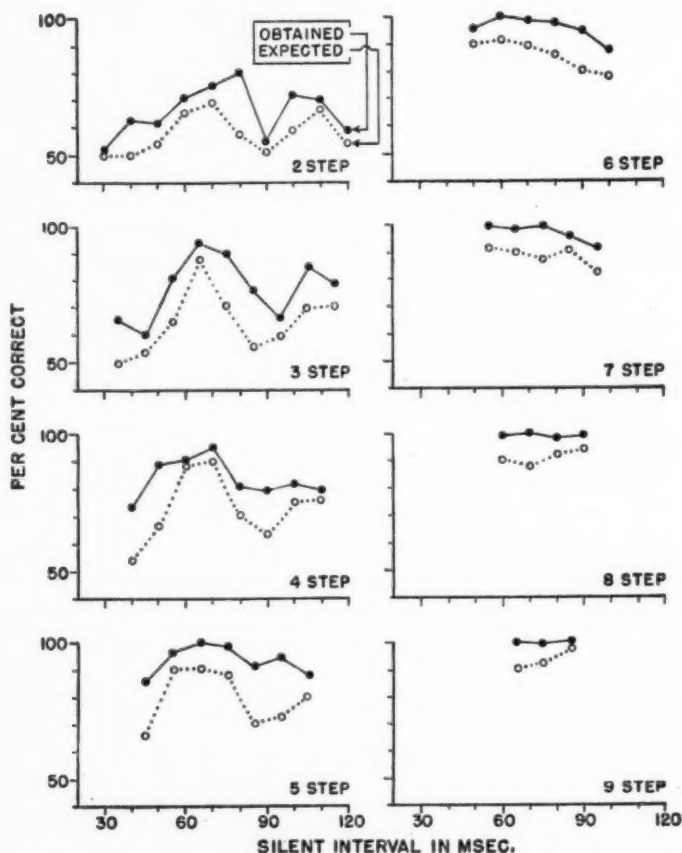 100
OBTAINED
EXPECTED
50
2 STEP
6 STEP
100
50
3 STEP
7 STEP
PER CENT CORRECT
100
50
4 STEP
8 STEP
100
50
5 STEP
9 STEP
30 60 90 120 30 60 90 120
SILENT INTERVAL IN MSEC.